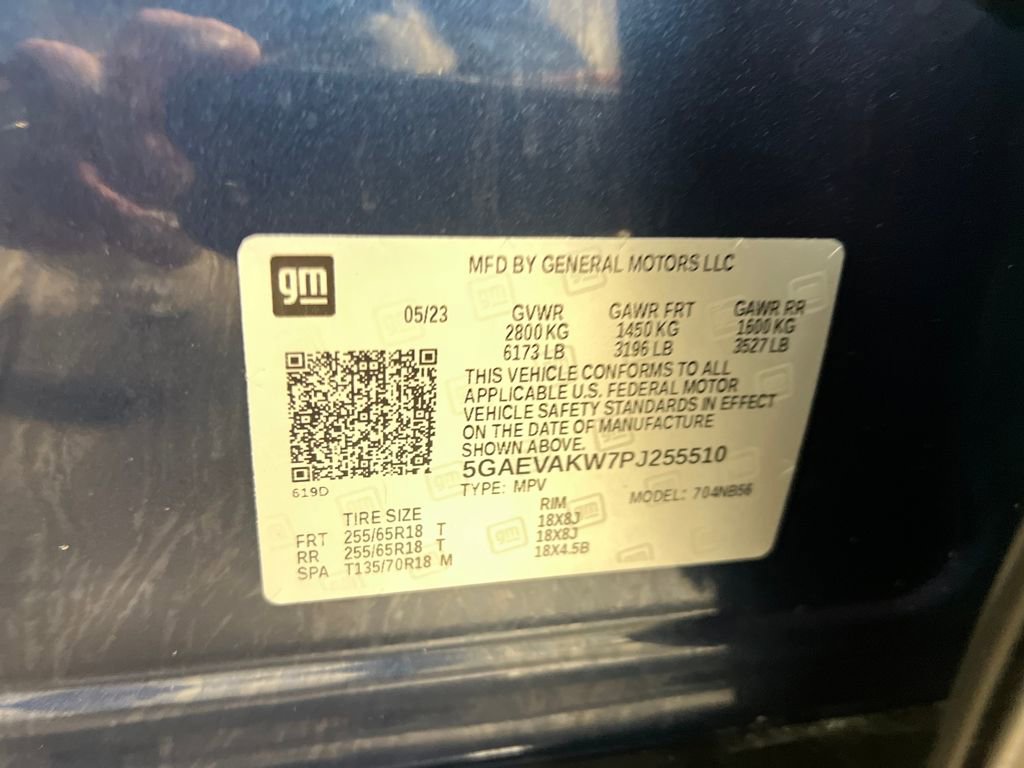 gm
MFD BY GENERAL MOTORS LLC
05/23
GVWR GAWR FRT GAWR RR
2800 KG 1450 KG 1600 KG
6173 LB 3196 LB 3527 LB
THIS VEHICLE CONFORMS TO ALL
APPLICABLE U.S. FEDERAL MOTOR
VEHICLE SAFETY STANDARDS IN EFFECT
ON THE DATE OF MANUFACTURE
SHOWN ABOVE.
5GAEVAKW7PJ255510
619D
TYPE: MPV MODEL: 704NB56
TIRE SIZE RIM
FRT 255/65R18 T 18X8J
RR 255/65R18 T 18X8J
SPA T135/70R18 M 18X4.5B
gm